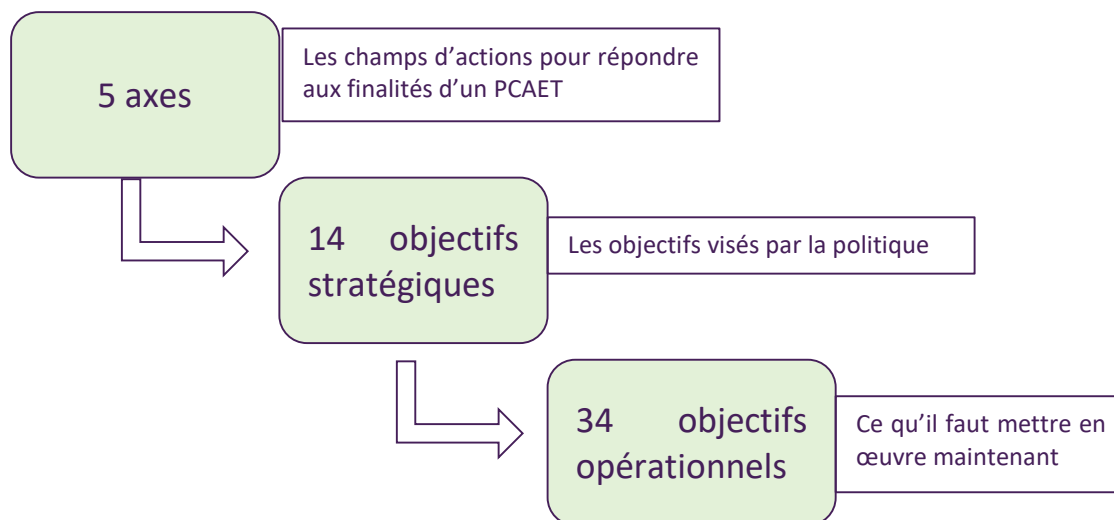 5 axes
Les champs d’actions pour répondre
aux finalités d’un PCAET
14 objectifs
stratégiques
Les objectifs visés par la politique
34 objectifs
opérationnels
Ce qu’il faut mettre en
œuvre maintenant